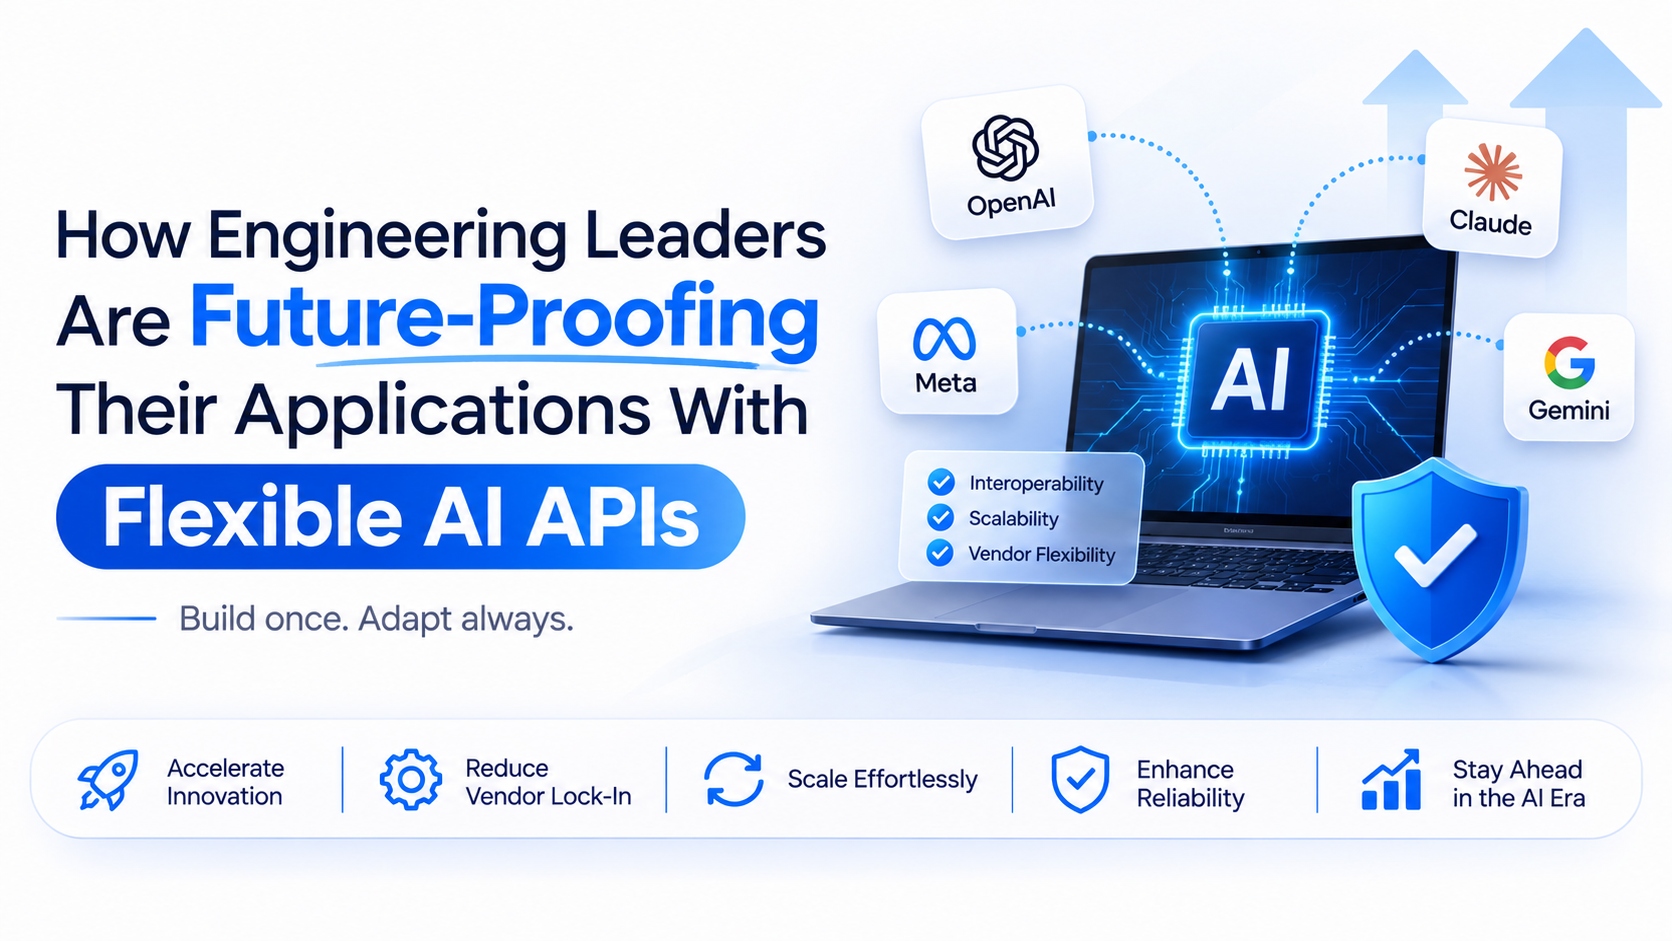 How Engineering Leaders
Are Future-Proofing
Their Applications With
Flexible AI APIs
Build once. Adapt always.
OpenAI
Claude
Meta
Gemini
AI
Interoperability
Scalability
Vendor Flexibility
Accelerate
Innovation
Reduce
Vendor Lock-In
Scale Effortlessly
Enhance
Reliability
Stay Ahead
in the AI Era